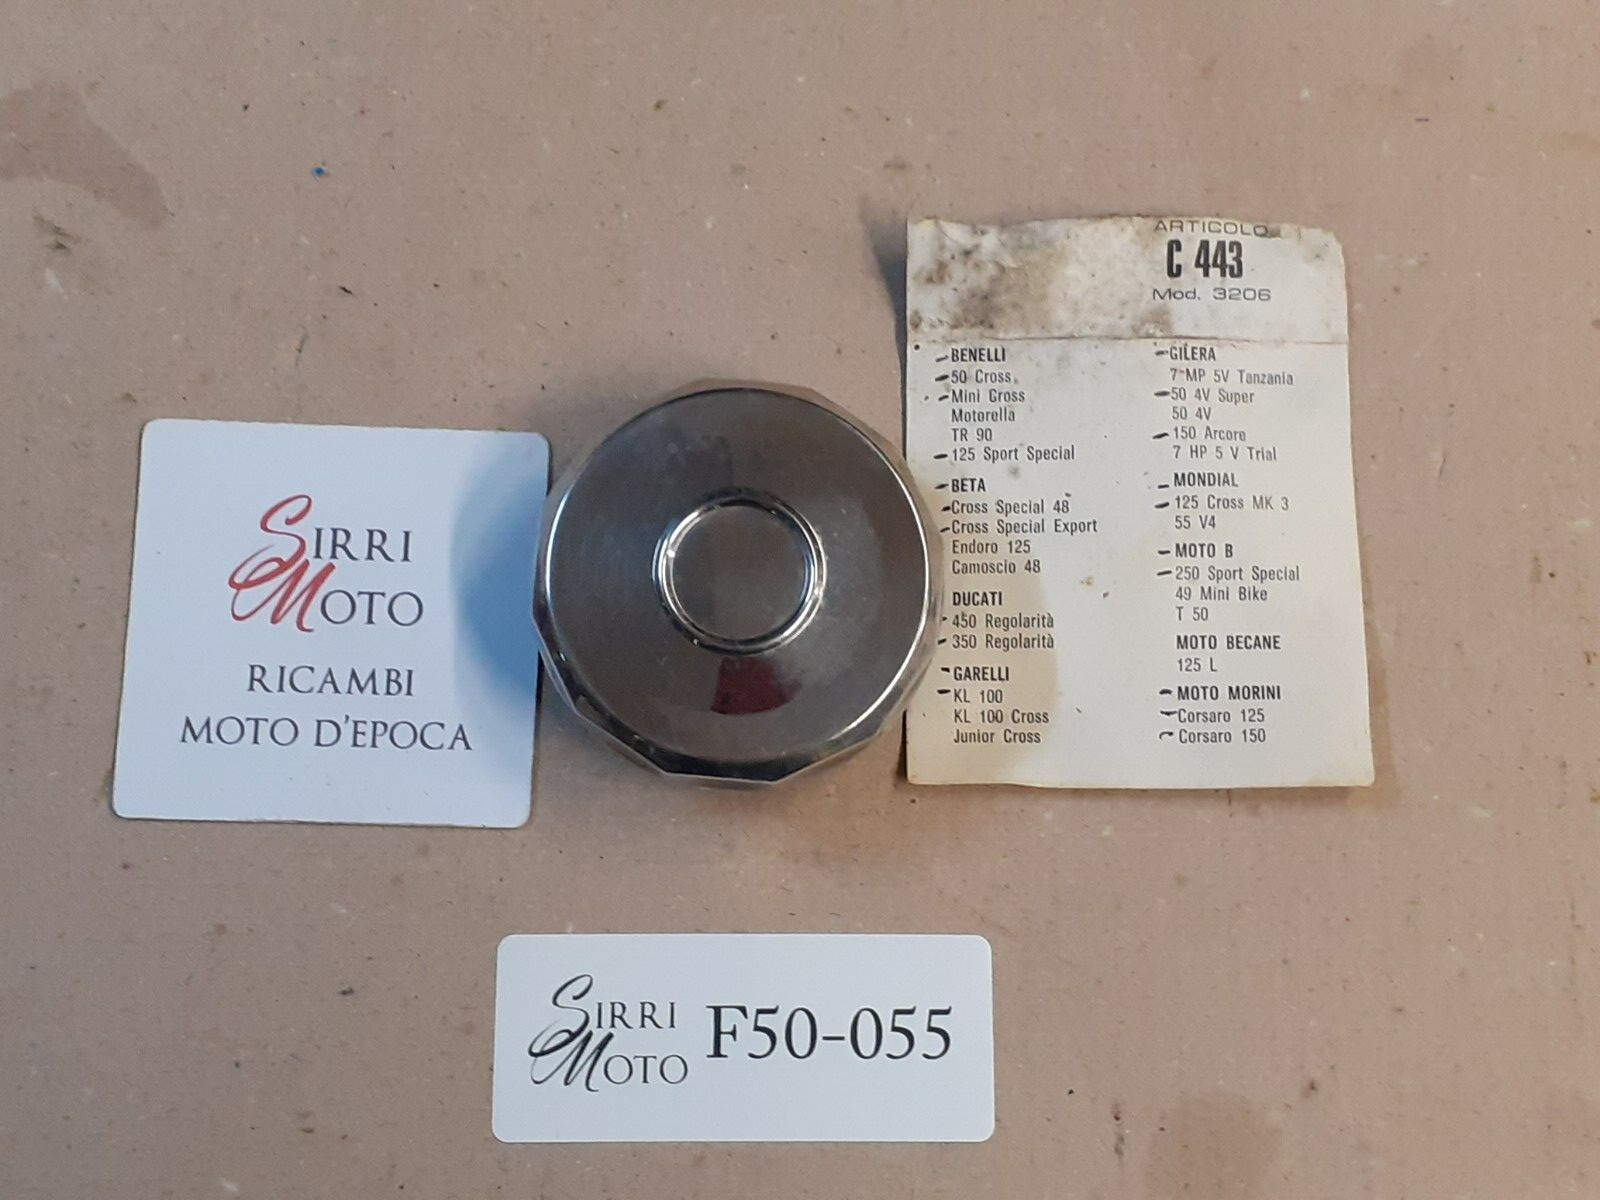 SIRRI
MOTO
RICAMBI
MOTO D'EPOCA
ARTICOLO
C 443
Mod. 3206
BENELLI
50 Cross
Mini Cross
Motorella
TR 90
125 Sport Special
BETA
Cross Special 48
Cross Special Export
Endoro 125
Camoscio 48
DUCATI
450 Regolarità
350 Regolarità
GARELLI
KL 100
KL 100 Cross
Junior Cross
GILERA
7 MP 5V Tanzania
50 4V Super
50 4V
150 Arcore
7 HP 5 V Trial
MONDIAL
125 Cross MK 3
55 V4
MOTO B
250 Sport Special
49 Mini Bike
T 50
MOTO BECANE
125 L
MOTO MORINI
Corsaro 125
Corsaro 150
SIRRI
MOTO
F50-055